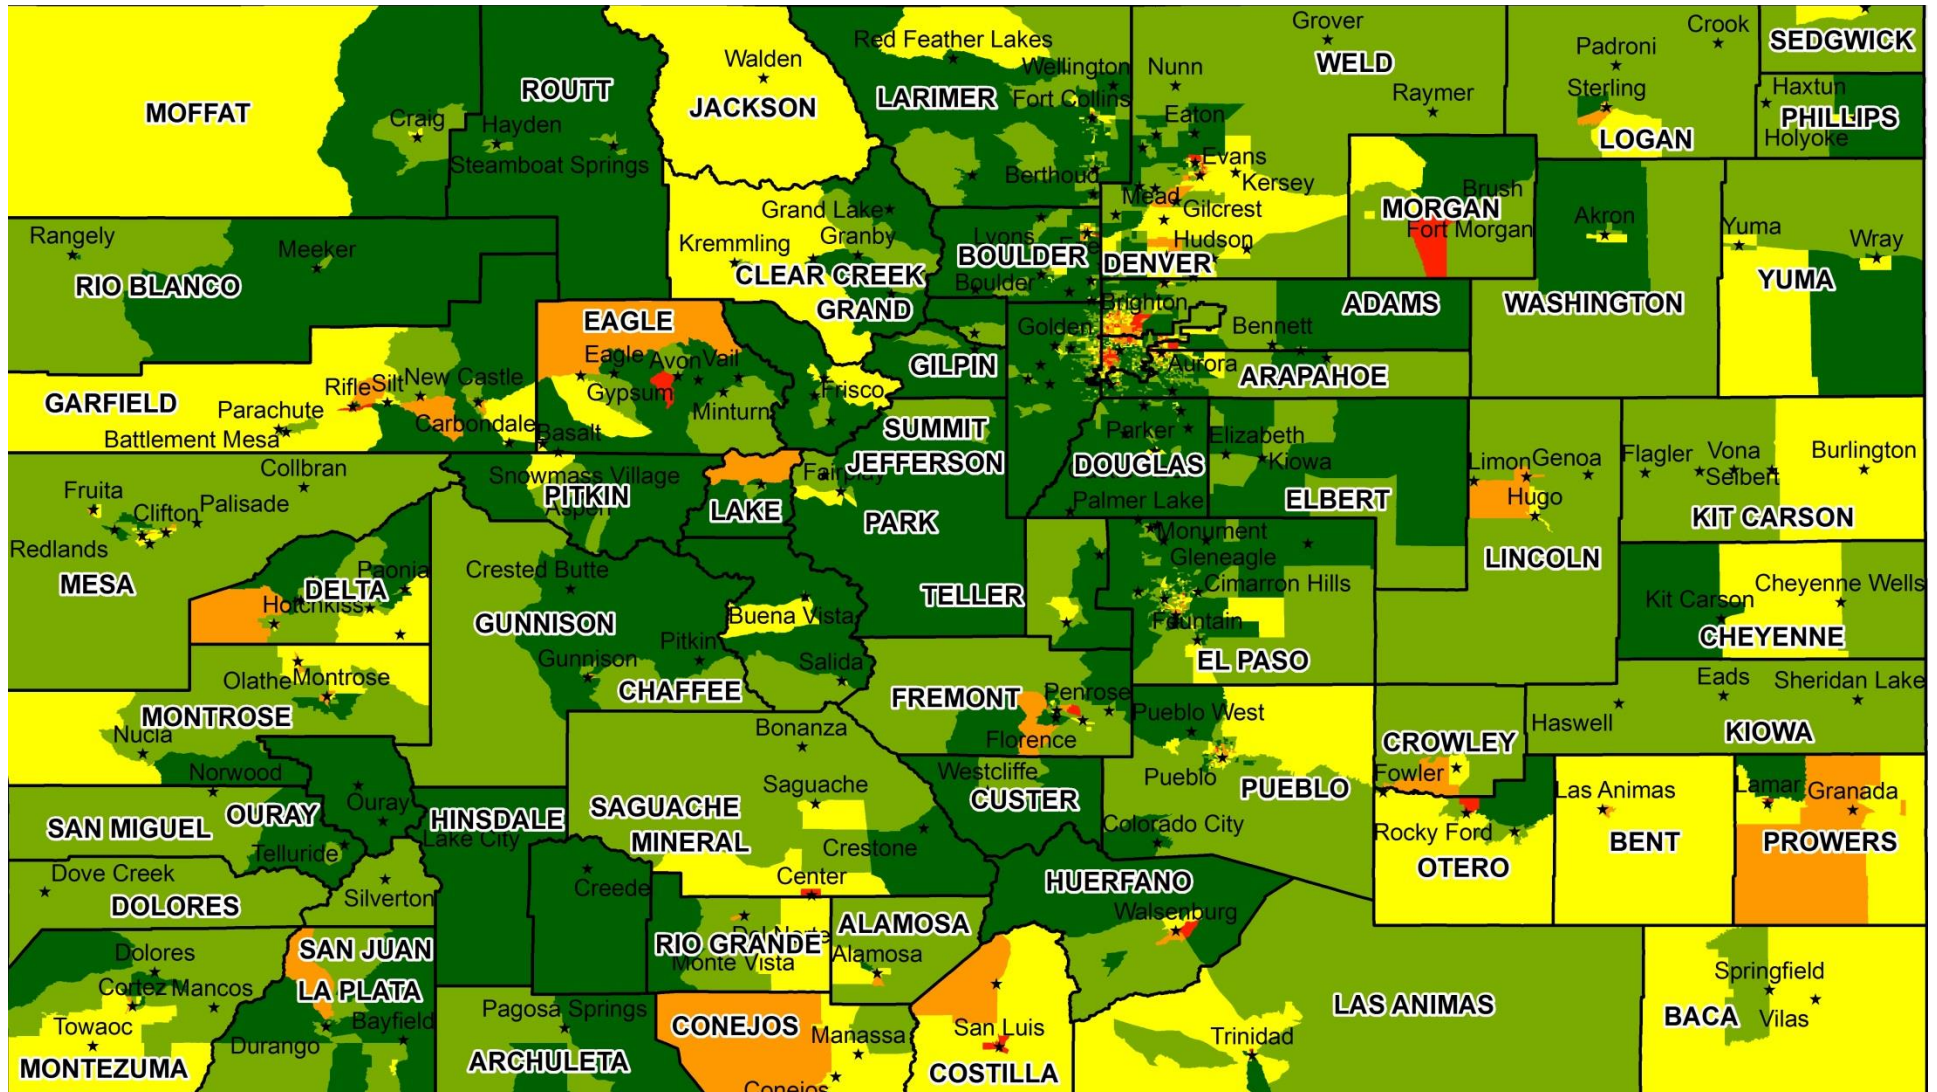 Grover
Crook
Padroni
SEDGWICK
Red Feather Lakes
Walden
WELD
Wellington
Nunn
ROUTT
Sterling
Haxtun
Raymer
JACKSON
LARIMER
Fort Collins
MOFFAT
Craig
Hayden
Eaton
PHILLIPS
LOGAN
Holyoke
Steamboat Springs
Evans
Berthoud
Kersey
Brush
Mead
Grand Lake
Gilcrest
MORGAN
Akron
Fort Morgan
Rangely
Meeker
Kremmling
Granby
Lyons
Erie
Hudson
Yuma
Wray
BOULDER
DENVER
RIO BLANCO
CLEAR CREEK
Boulder
YUMA
GRAND
Brighton
ADAMS
WASHINGTON
EAGLE
Golden
Bennett
Eagle
Avon
Vail
GILPIN
Aurora
ARAPAHOE
Rifle
Silt
New Castle
Gypsum
Frisco
GARFIELD
Parachute
Minturn
Carbondale
SUMMIT
Battlement Mesa
Basalt
Parker
Elizabeth
Flagler
Vona
Burlington
Kiowa
Limon
Genoa
Collbran
Snowmass Village
Fairplay
JEFFERSON
DOUGLAS
Seibert
Fruita
PITKIN
Palmer Lake
ELBERT
Hugo
Clifton
Palisade
Aspen
LAKE
PARK
KIT CARSON
Redlands
Monument
Gleneagle
LINCOLN
MESA
Paonia
Crested Butte
DELTA
Cimarron Hills
Cheyenne Wells
Hotchkiss
TELLER
Kit Carson
Buena Vista
Fountain
GUNNISON
Pitkin
CHEYENNE
Gunnison
Salida
EL PASO
Olathe
Montrose
CHAFFEE
FREMONT
Penrose
Eads
Sheridan Lake
MONTROSE
Bonanza
Pueblo West
Haswell
Nucla
Florence
CROWLEY
KIOWA
Norwood
Westcliffe
Pueblo
Fowler
Saguache
CUSTER
PUEBLO
Las Animas
Lamar
Granada
SAN MIGUEL
OURAY
Ouray
HINSDALE
SAGUACHE
Lake City
MINERAL
Colorado City
Rocky Ford
BENT
PROWERS
Telluride
Crestone
OTERO
Dove Creek
Creede
Center
HUERFANO
Silverton
DOLORES
Walsenburg
ALAMOSA
Del Norte
SAN JUAN
RIO GRANDE
Dolores
Monte Vista
Alamosa
Cortez
Mancos
LA PLATA
Springfield
LAS ANIMAS
Pagosa Springs
BACA
Vilas
Towaoc
Bayfield
CONEJOS
Manassa
San Luis
Trinidad
Durango
MONTEZUMA
ARCHULETA
COSTILLA
Conejos